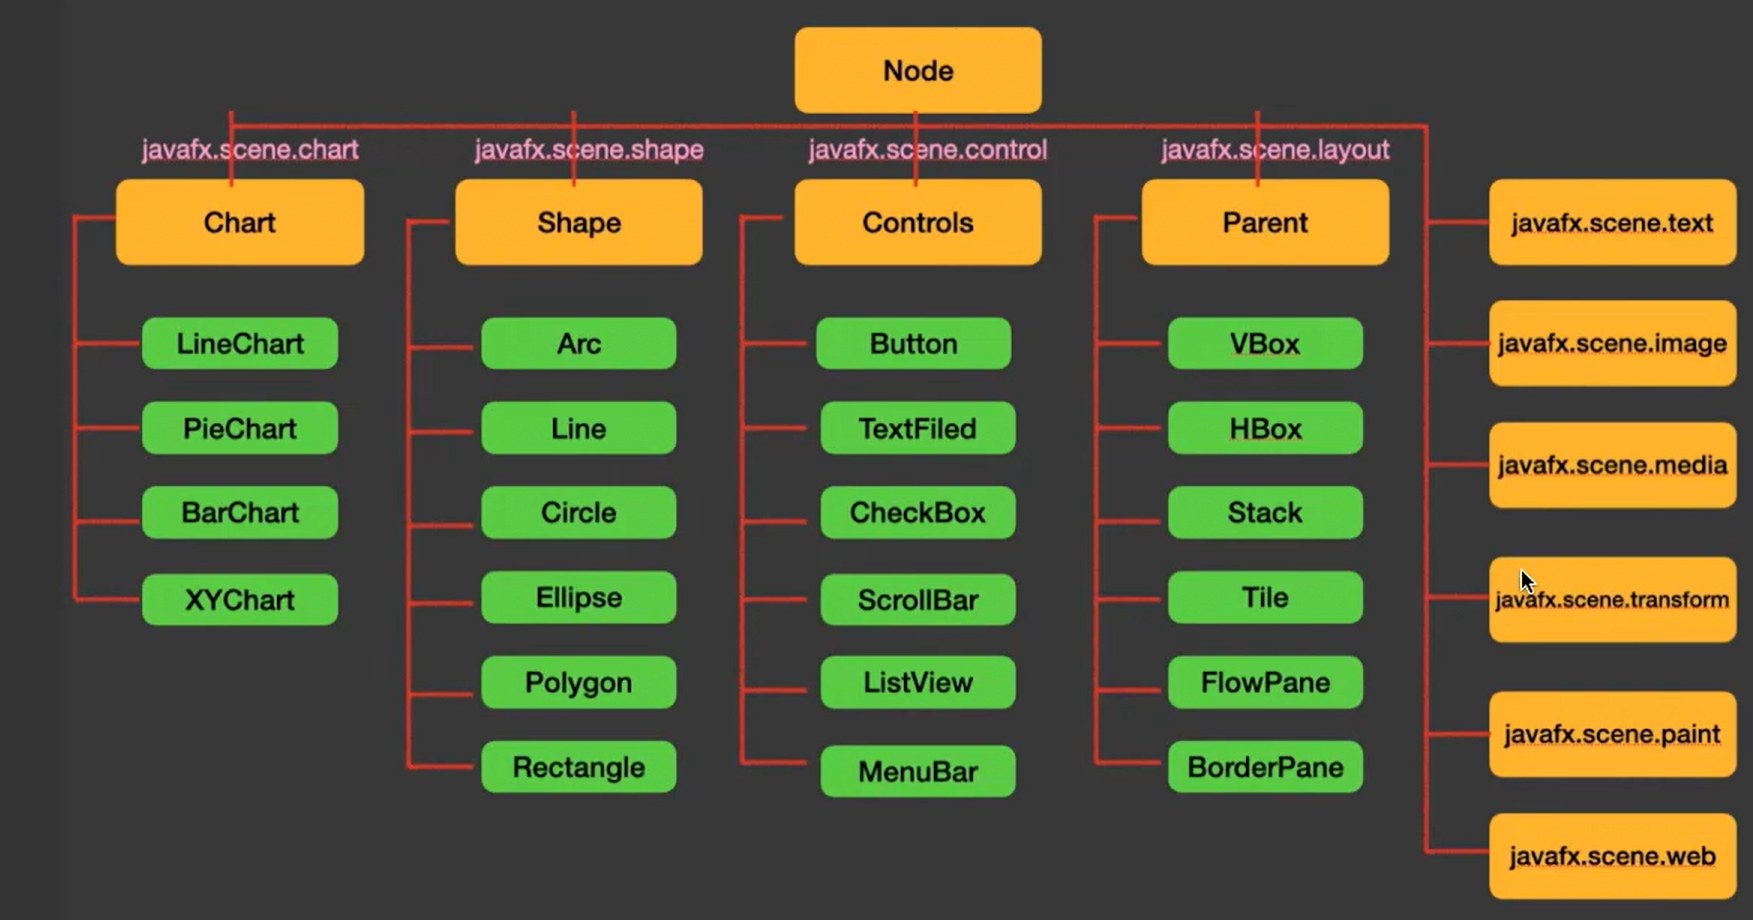 Node
javafx.scene.chart
javafx.scene.shape
javafx.scene.control
javafx.scene.layout
Chart
Shape
Controls
Parent
javafx.scene.text
LineChart
Arc
Button
VBox
javafx.scene.image
PieChart
Line
TextFiled
HBox
javafx.scene.media
BarChart
Circle
CheckBox
Stack
XYChart
Ellipse
ScrollBar
Tile
javafx.scene.transform
Polygon
ListView
FlowPane
javafx.scene.paint
Rectangle
MenuBar
BorderPane
javafx.scene.web